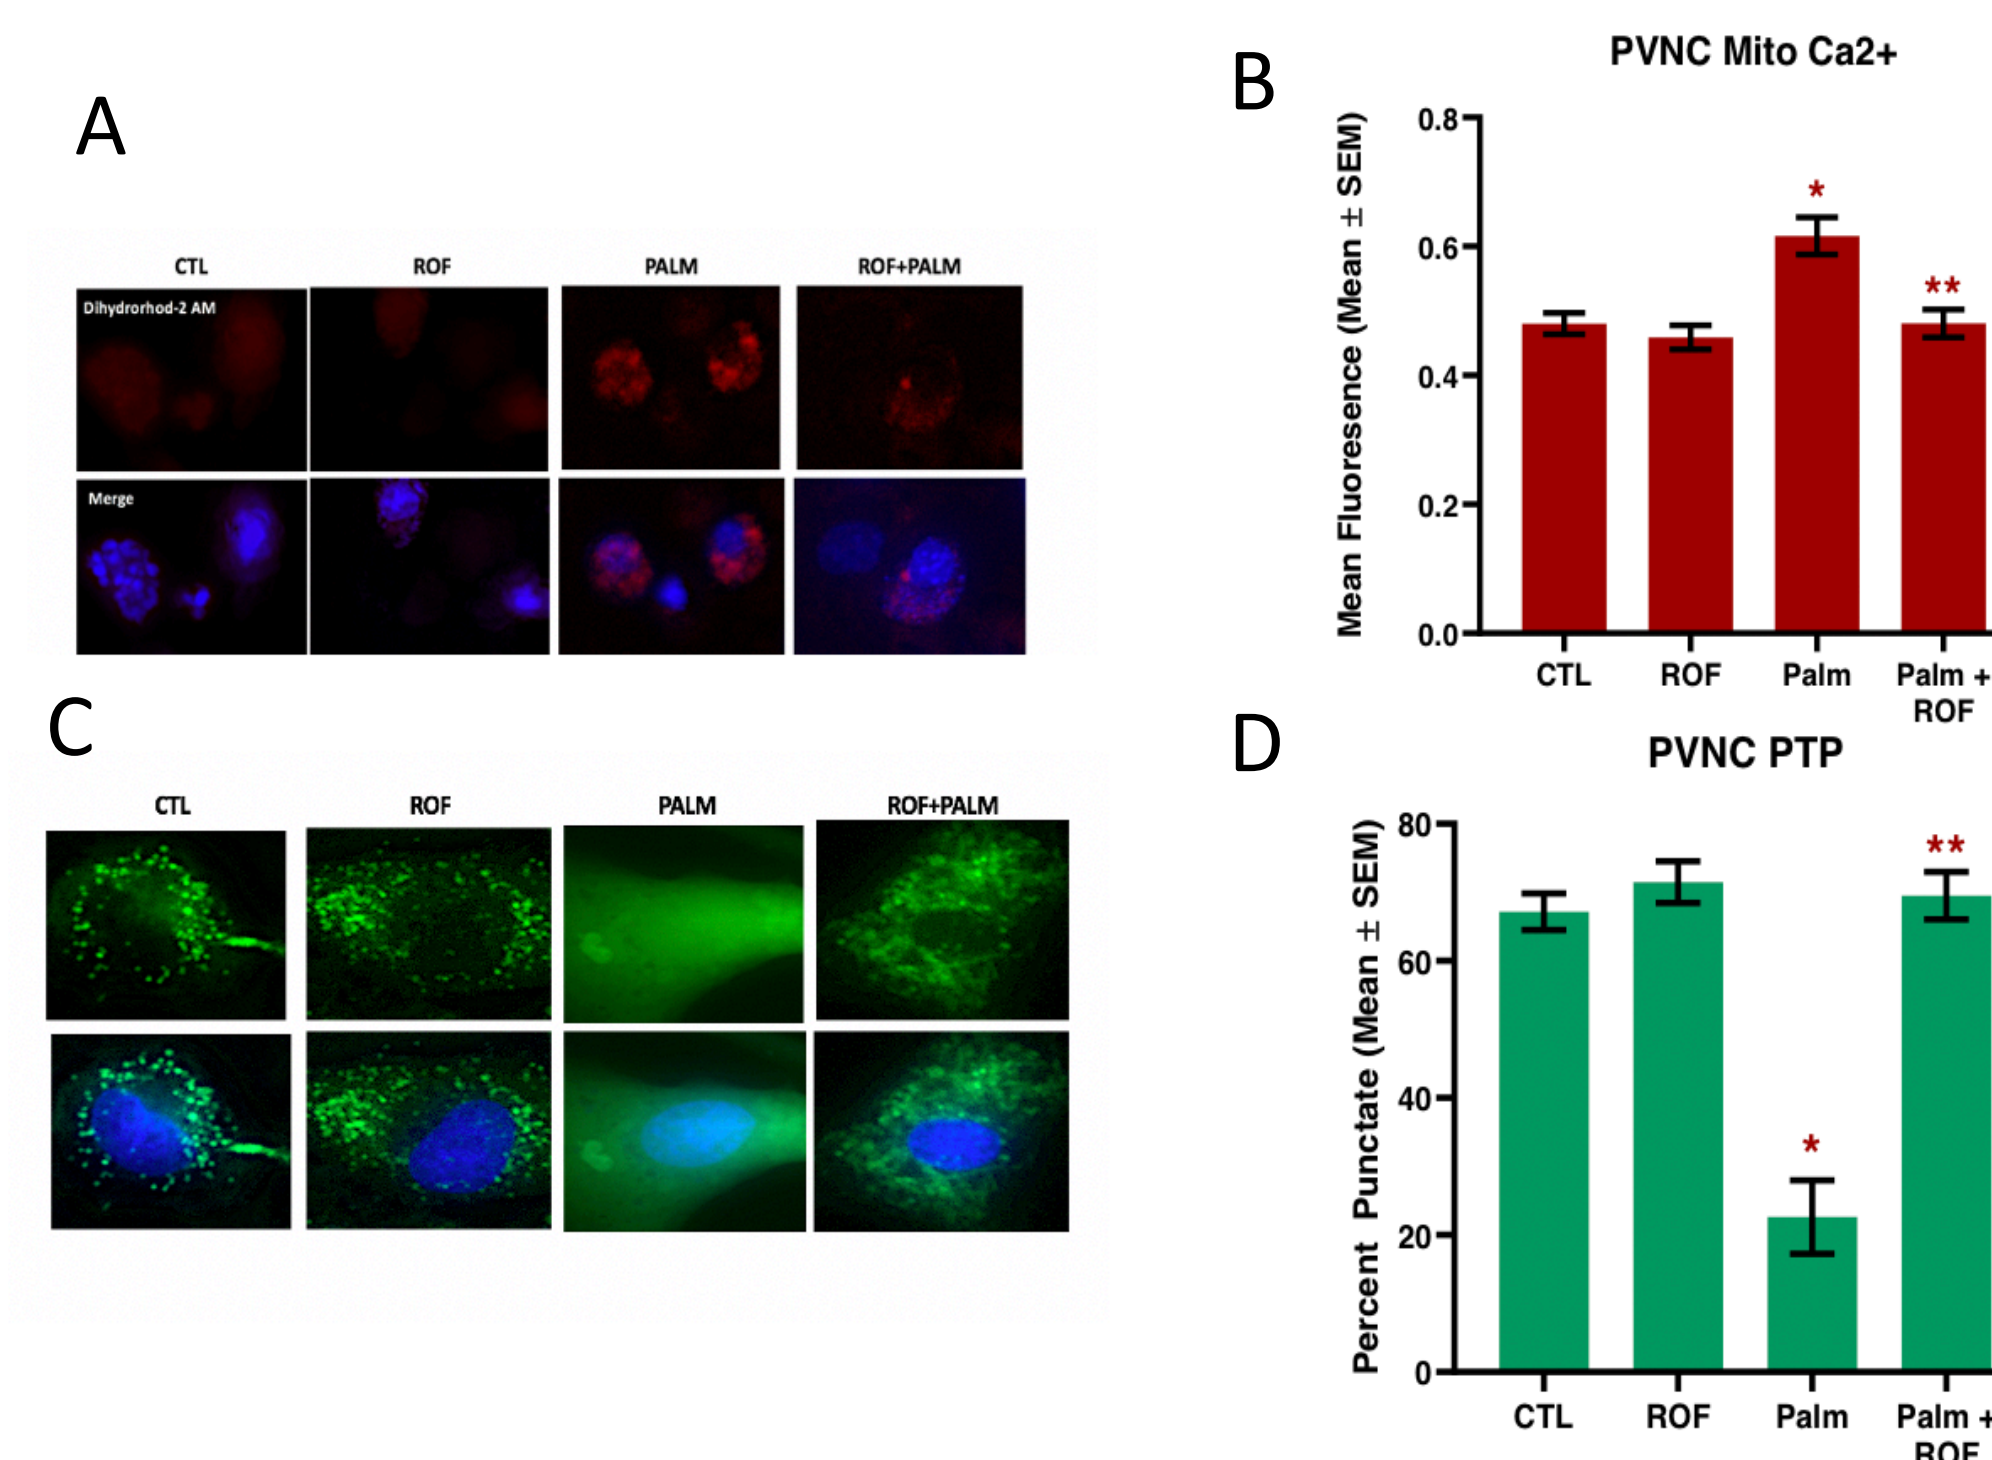 A
CTL ROF PALM ROF+PALM
Dihydrorhod-2 AM
Merge
B
PVNC Mito Ca2+
Mean Fluoresence (Mean ± SEM)
0.8
0.6
0.4
0.2
0.0
*
**
CTL ROF Palm Palm +
ROF
C
CTL ROF PALM ROF+PALM
D
PVNC PTP
Percent Punctate (Mean ± SEM)
80
60
40
20
0
*
**
CTL ROF Palm Palm +
ROF